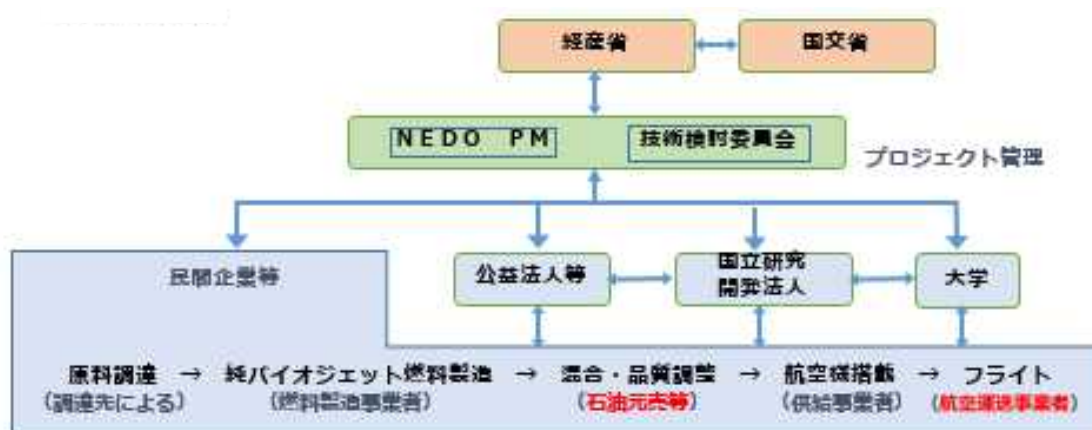 経産省
国交省
NEDO PM
技術検討委員会
プロジェクト管理
民間企業等
公益法人等
国立研究
開発法人
大学
原料調達 → 純バイオジェット燃料製造 → 混合・品質調整 → 航空機搭載 → フライト
(調達先による) (燃料製造事業者) (石油元売等) (供給事業者) (航空運送事業者)